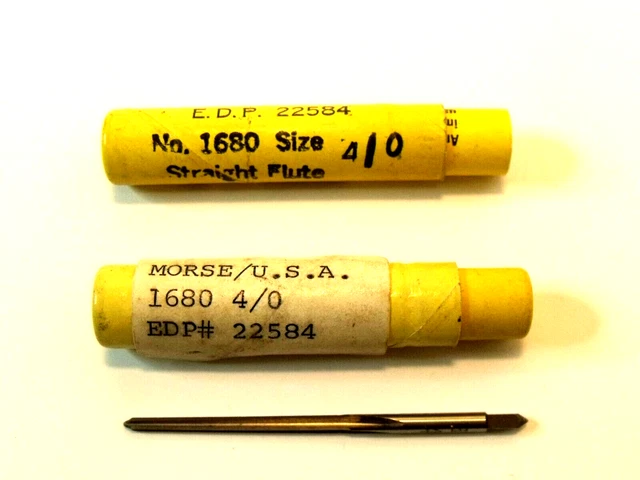 E.D.P. 22584
No. 1680 Size 4/0
Straight Flute
MORSE/U.S.A.
1680 4/0
EDP# 22584